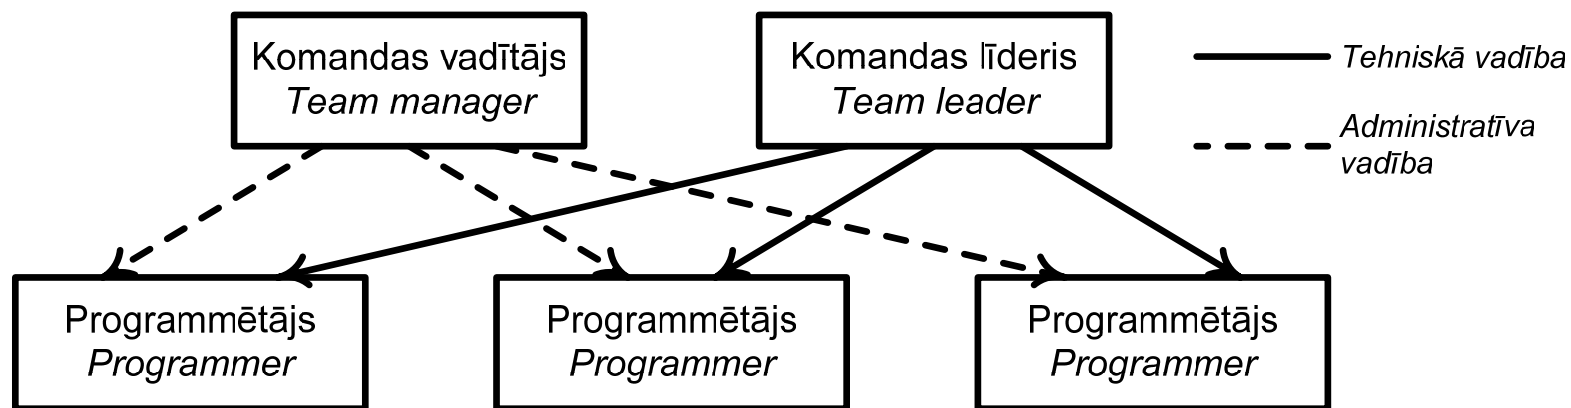 Komandas vadītājs
Team manager
Komandas līderis
Team leader
Tehniskā vadība
Administratīva
vadība
Programmētājs
Programmer
Programmētājs
Programmer
Programmētājs
Programmer